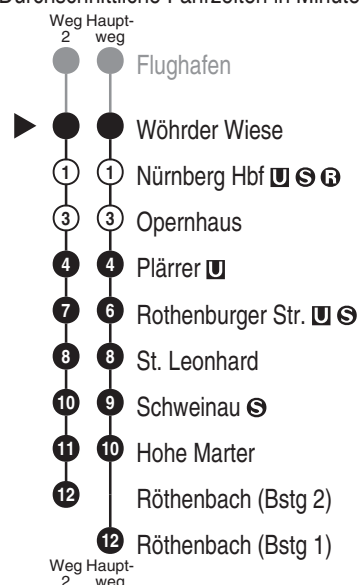 Durchschnittliche Fahrzeiten in Minute
Weg Haupt-
2 weg
Flughafen
Wöhrder Wiese
1 1 Nürnberg Hbf U S R
3 3 Opernhaus
4 4 Plärrer U
7 6 Rothenburger Str. U S
8 8 St. Leonhard
10 9 Schweinau S
11 10 Hohe Marter
12 Röthenbach (Bstg 2)
12 Röthenbach (Bstg 1)
Weg Haupt-
2 weg